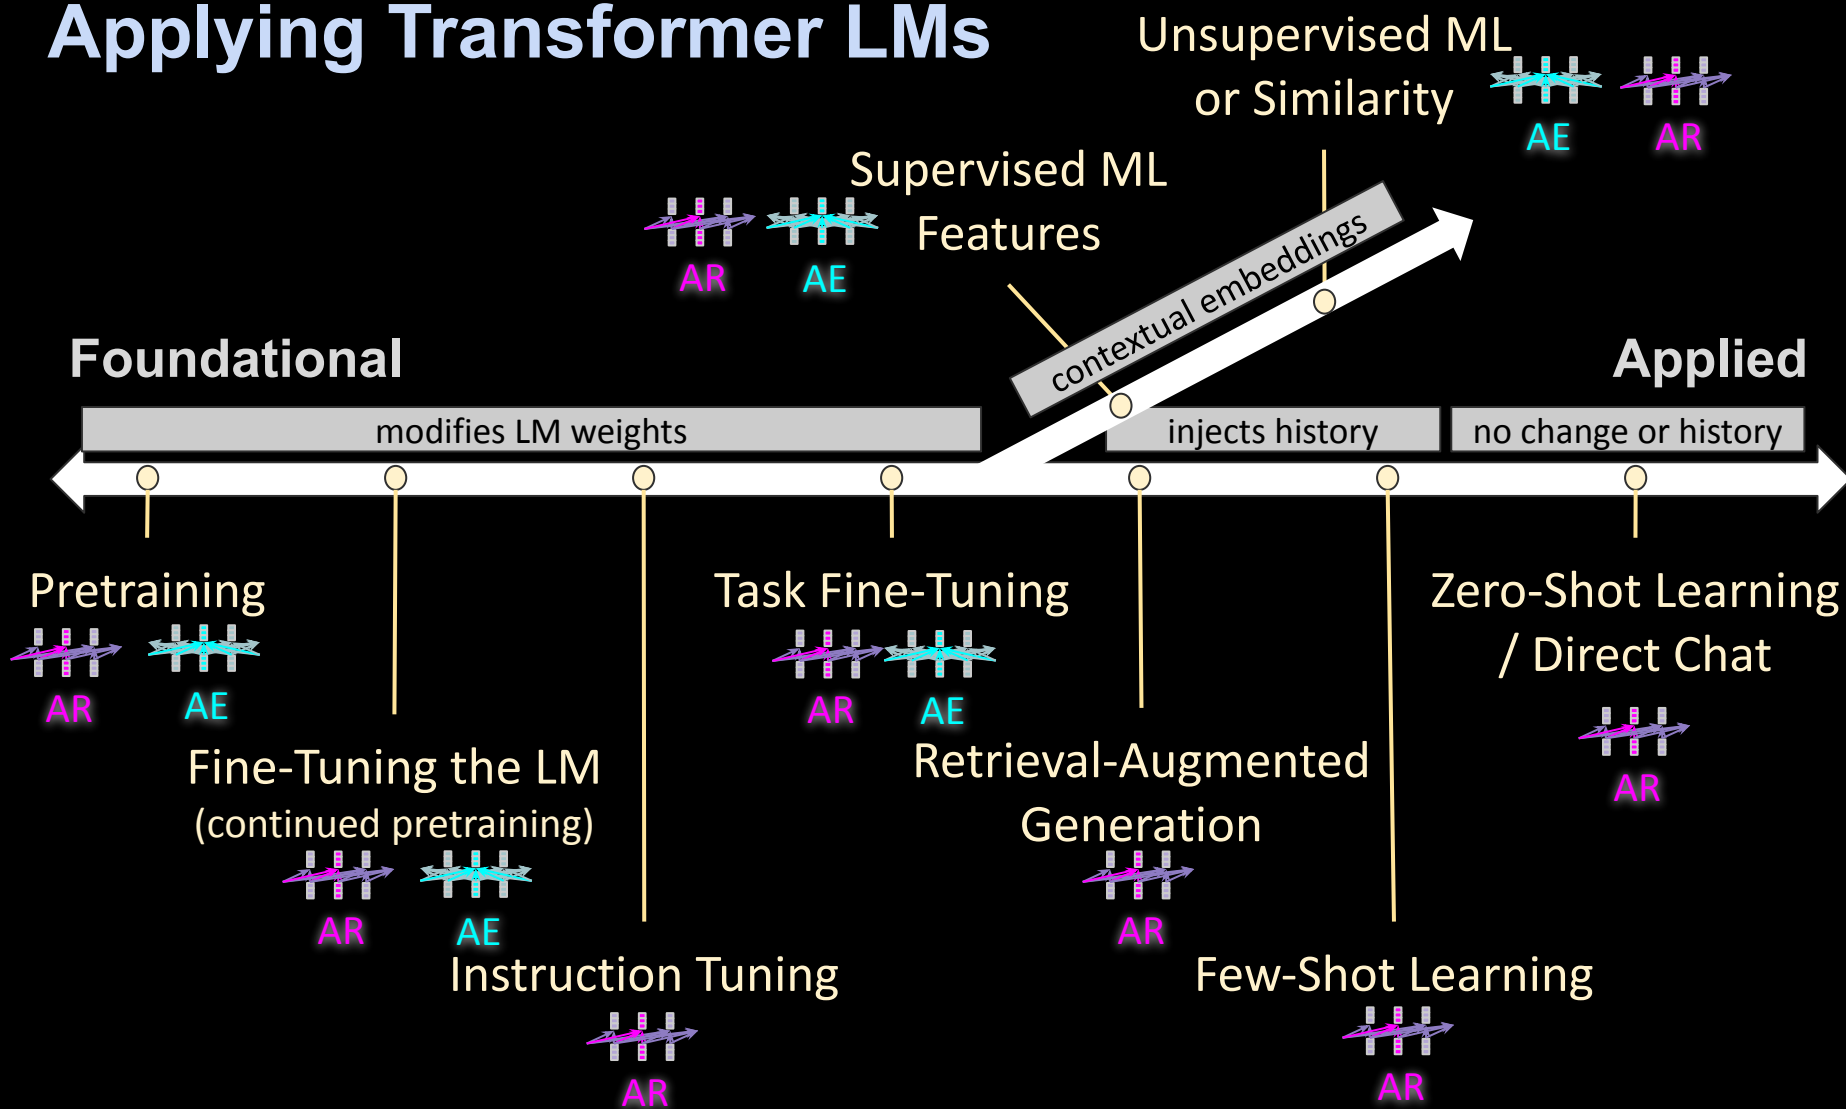 Applying Transformer LMs
Unsupervised ML
or Similarity
AE
AR
Supervised ML
Features
AR
AE
contextual embeddings
Foundational
Applied
modifies LM weights
injects history
no change or history
Pretraining
AR
AE
Task Fine-Tuning
AR
AE
Zero-Shot Learning
/ Direct Chat
AR
Fine-Tuning the LM
(continued pretraining)
AR
AE
Retrieval-Augmented
Generation
AR
Instruction Tuning
AR
Few-Shot Learning
AR